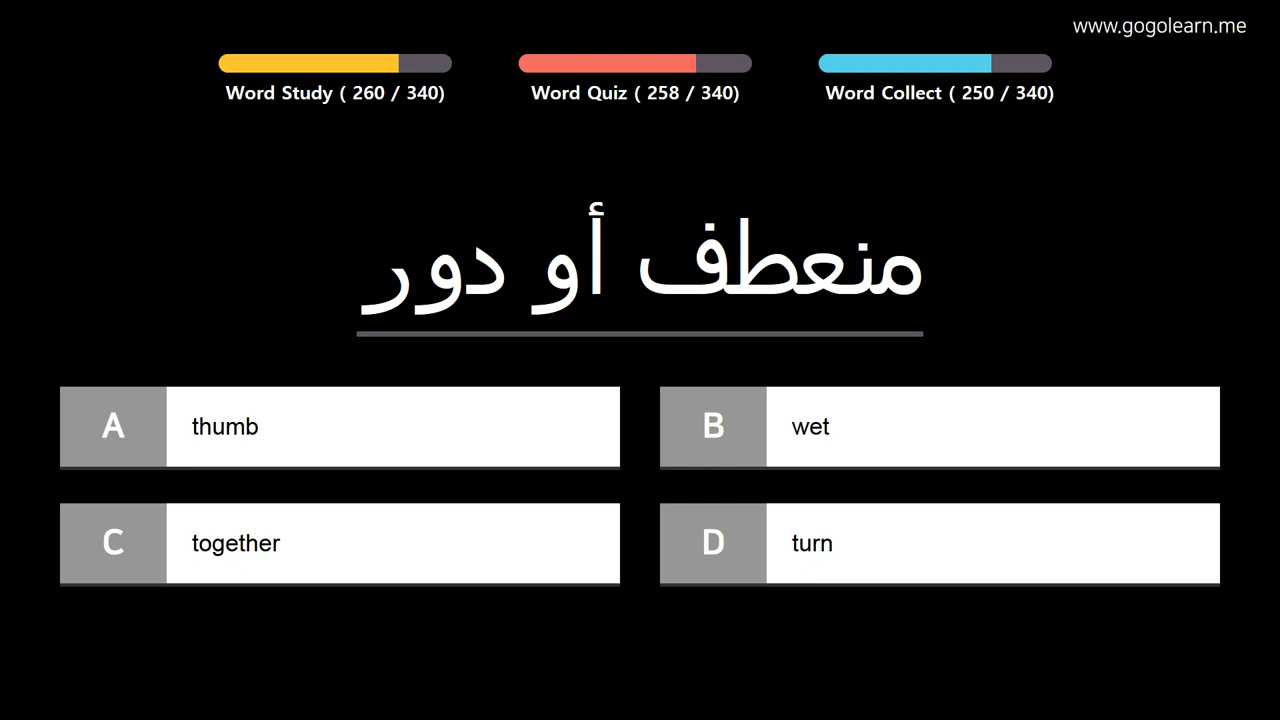 www.gogolearn.me
Word Study ( 260 / 340)
Word Quiz ( 258 / 340)
Word Collect ( 250 / 340)
منعطف أو دور
A thumb
B wet
C together
D turn